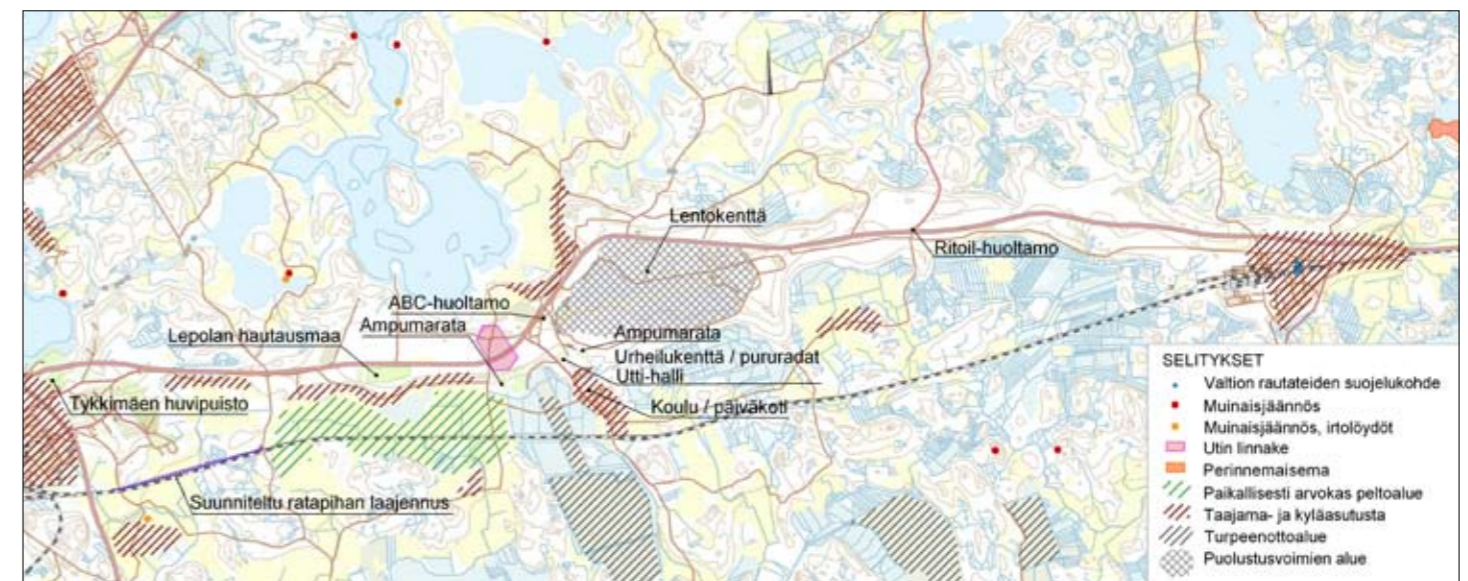 Lentokenttä
Ritoil-huoltamo
ABC-huoltamo
Ampumarata
Lepolan hautausmaa
Ampumarata
Urheilukenttä / pururadat
Utti-halli
Koulu / päiväkoti
Tykkimäen huvipuisto
Suunniteltu ratapihan laajennus
SELITYKSET
Valtion rautateiden suojelukohde
Muinaisjäännös
Muinaisjäännös, irtolöydöt
Utin linnake
Perinnemaisema
Paikallisesti arvokas peltoalue
Taajama- ja kyläasutusta
Turpeenottoalue
Puolustusvoimien alue